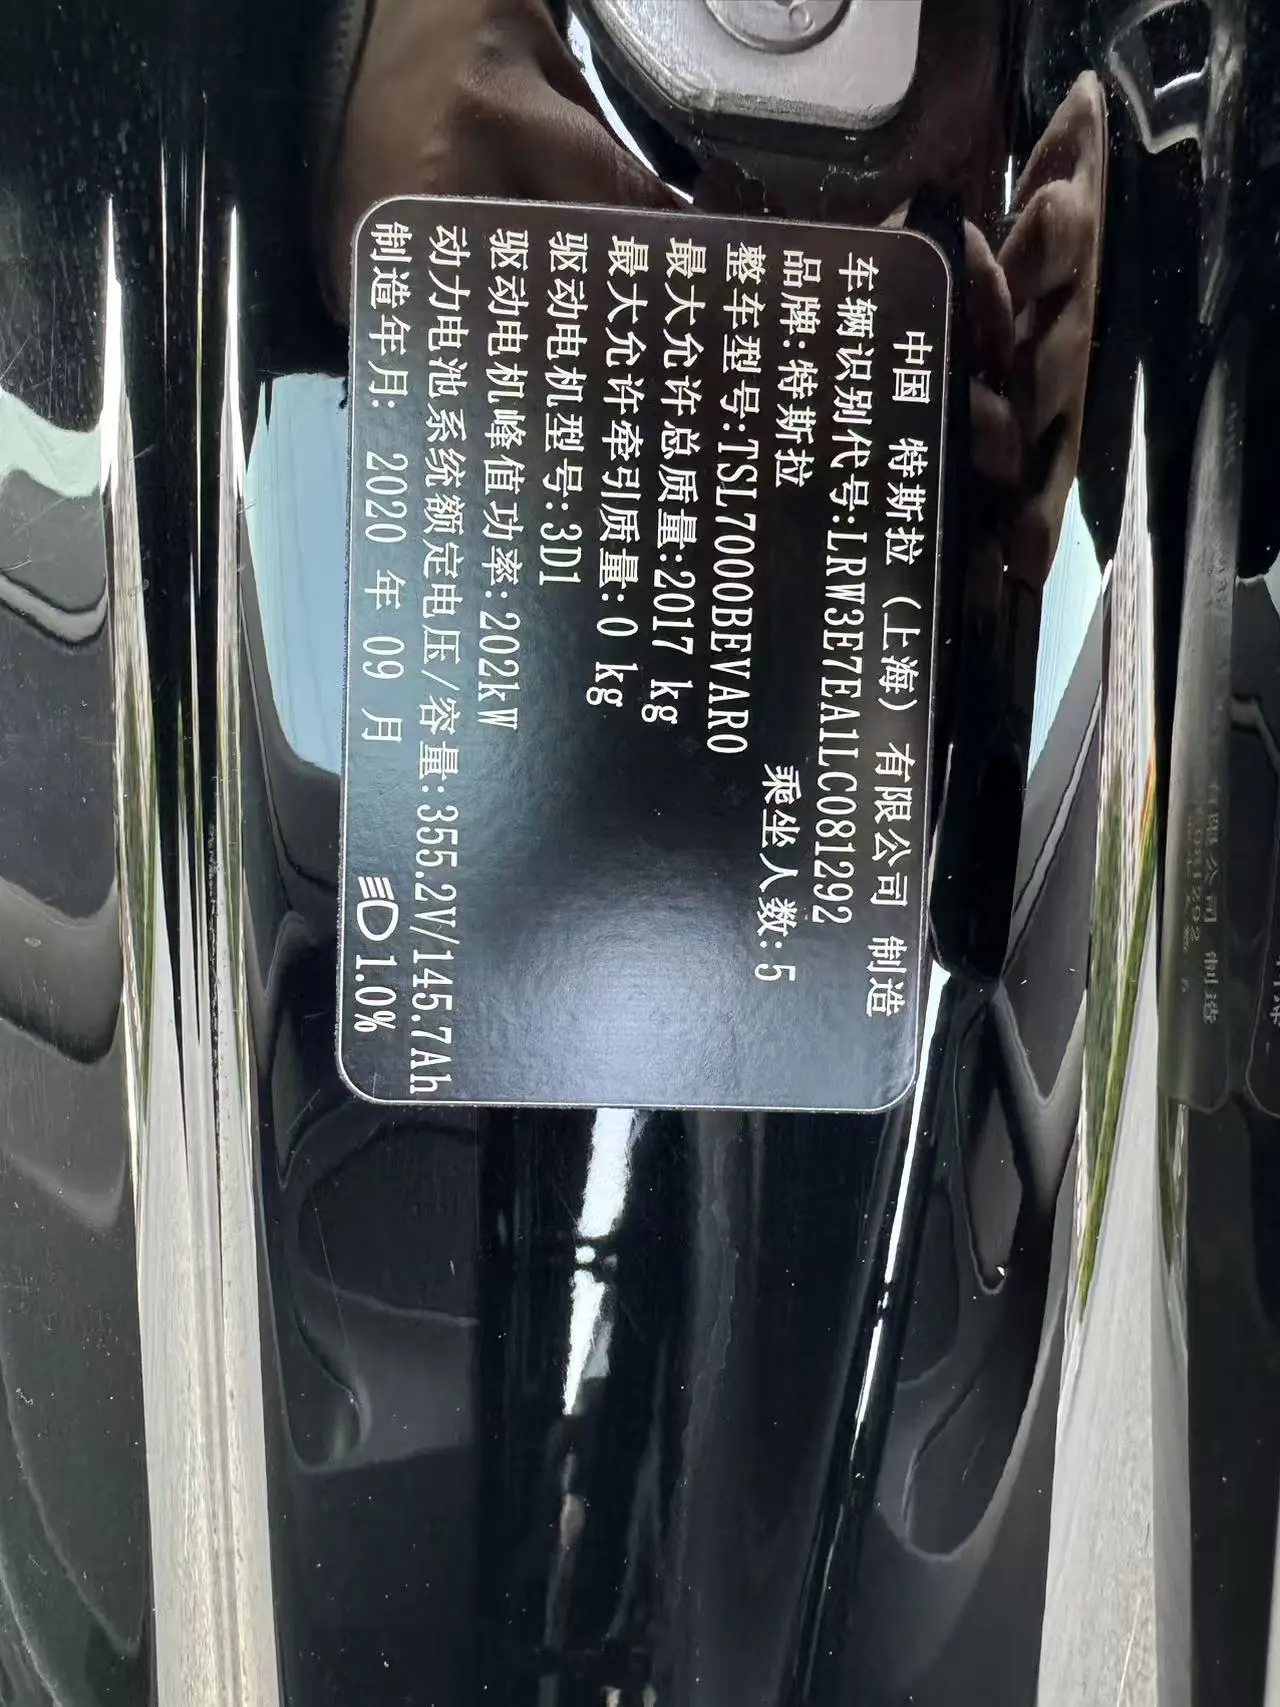 中国 特斯拉（上海）有限公司 制造
车辆识别代号:LRW3E7EA1LC081292
品牌:特斯拉 乘坐人数:5
整车型号:TSL7000BEVAR0
最大允许总质量:2017 kg
最大允许牵引质量: 0 kg
驱动电机型号:3D1
驱动电机峰值功率:202kW
动力电池系统额定电压/容量:355.2V/145.7Ah
制造年月: 2020 年 09 月 1.0%